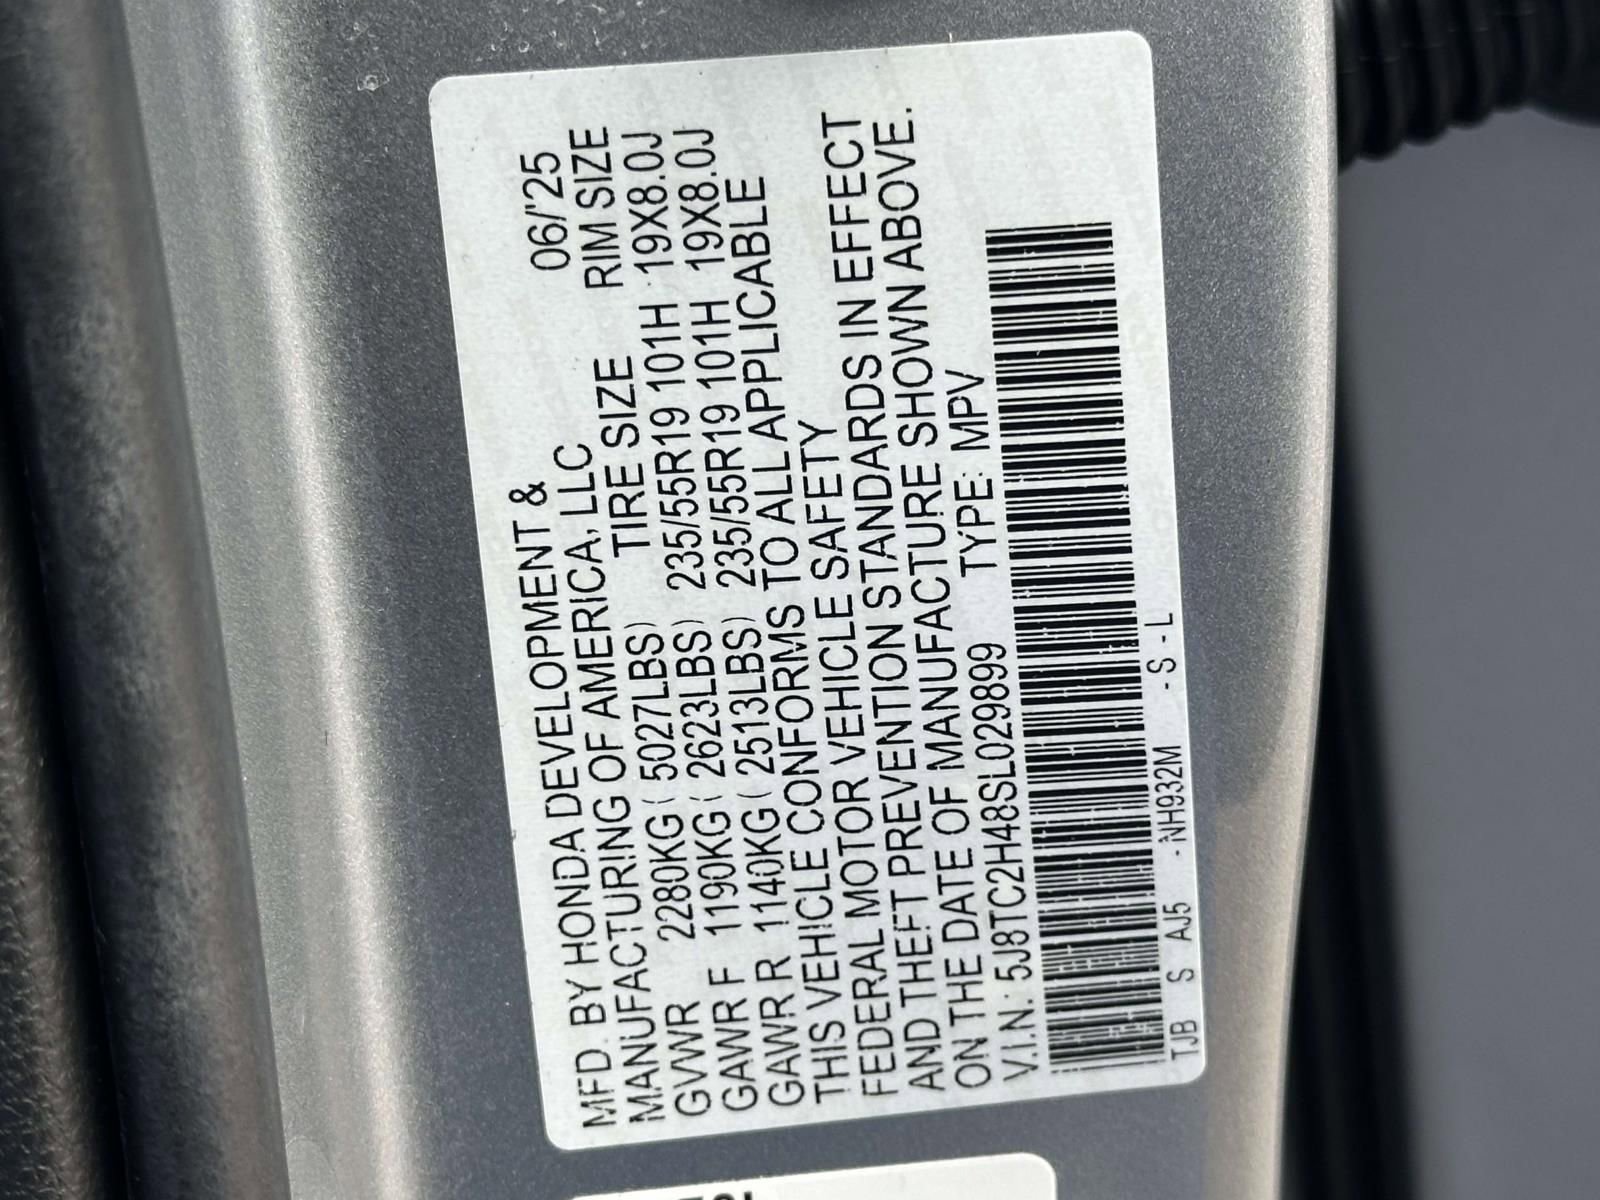 MFD. BY HONDA DEVELOPMENT & 06/'25
MANUFACTURING OF AMERICA, LLC RIM SIZE
TIRE SIZE
GVWR 2280KG ( 5027LBS) 235/55R19 101H 19X8.0J
GAWR F 1190KG ( 2623LBS) 235/55R19 101H 19X8.0J
GAWR R 1140KG ( 2513LBS)
THIS VEHICLE CONFORMS TO ALL APPLICABLE
FEDERAL MOTOR VEHICLE SAFETY
AND THEFT PREVENTION STANDARDS IN EFFECT
ON THE DATE OF MANUFACTURE SHOWN ABOVE.
V.I.N.: 5J8TC2H48SL029899 TYPE: MPV
TJB S AJ5 -NH932M -S-L